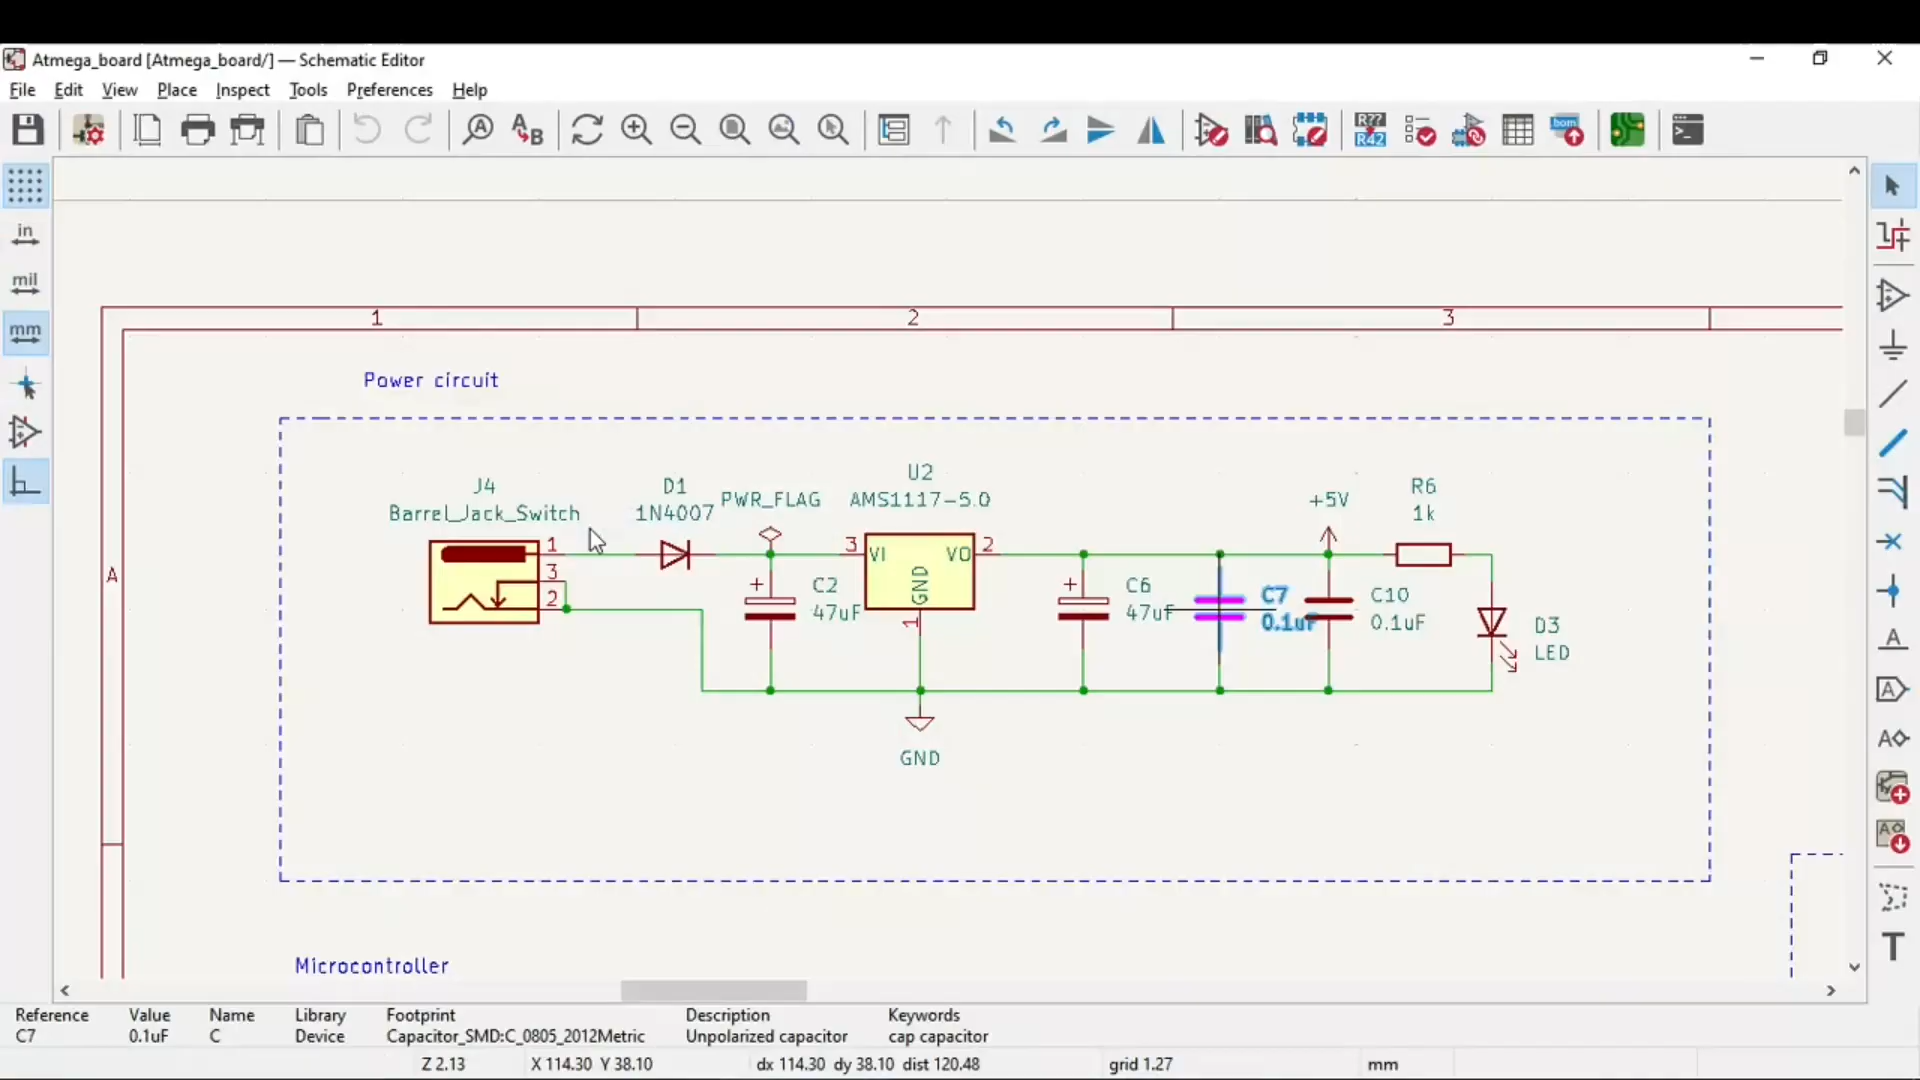 Atmega_board [Atmega_board/] — Schematic Editor
File Edit View Place Inspect Tools Preferences Help
A A B R?? R42 bom >_
in
mil
mm
1 2 3
A
Power circuit
J4
Barrel_Jack_Switch
1
3
2
D1
1N4007
PWR_FLAG
U2
AMS1117-5.0
3 VI VO 2
GND
1
+ C2
47uF
+ C6
47uF
C7
0.1uF
+5V
C10
0.1uF
R6
1k
D3
LED
GND
Microcontroller
A
A
A
A
T
Reference Value Name Library Footprint Description Keywords
C7 0.1uF C Device Capacitor_SMD:C_0805_2012Metric Unpolarized capacitor cap capacitor
Z 2.13 X 114.30 Y 38.10 dx 114.30 dy 38.10 dist 120.48 grid 1.27 mm